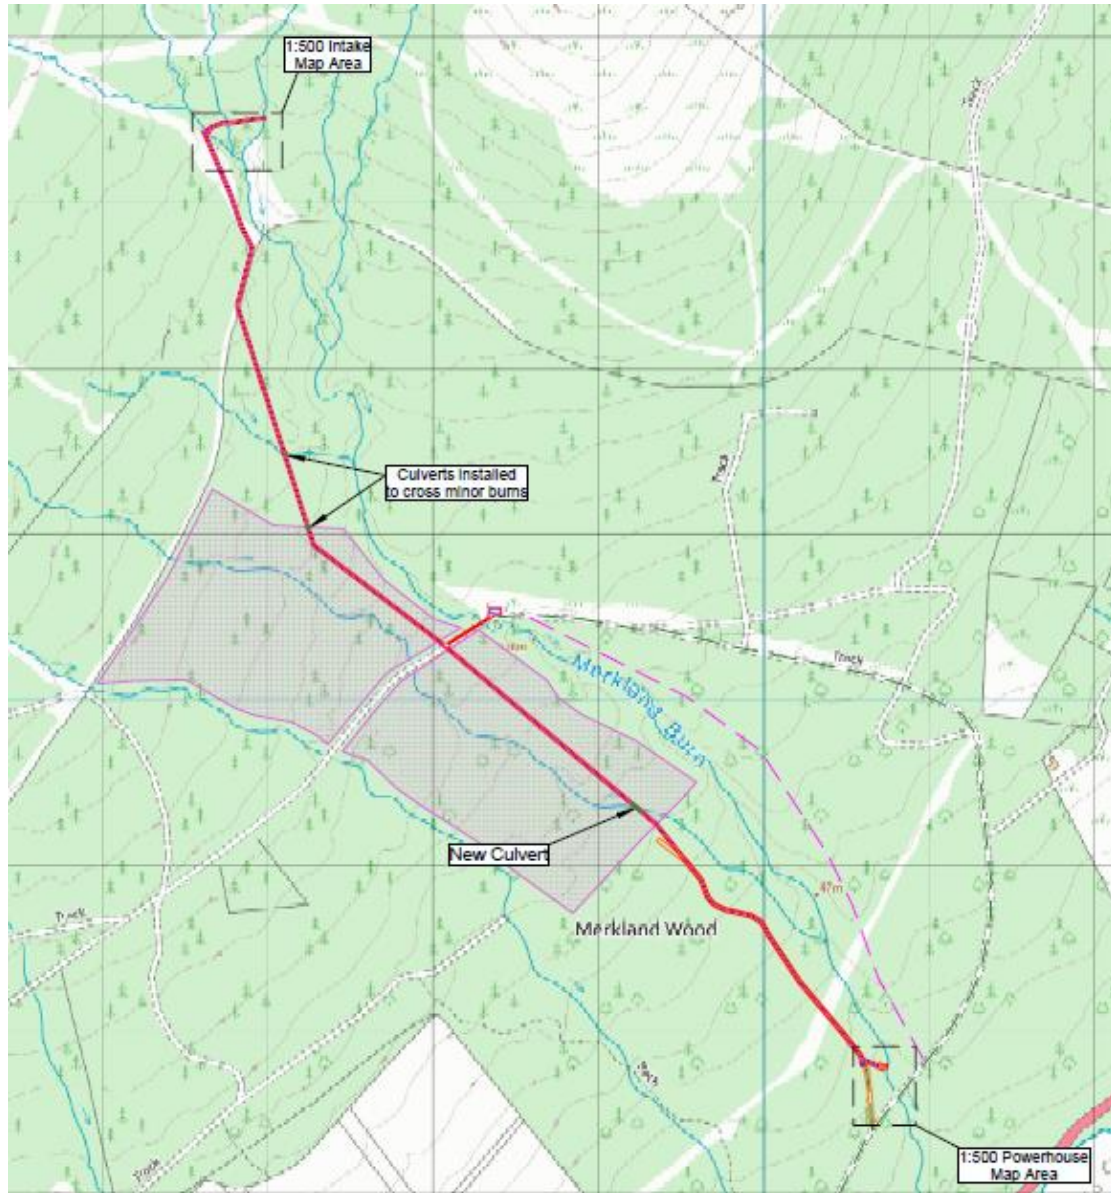 1:500 Intake
Map Area
Track
Track
Culverts installed
to cross minor burns
Track
Merkland Burn
New Culvert
47m
Merkland Wood
Track
Track
1:500 Powerhouse
Map Area